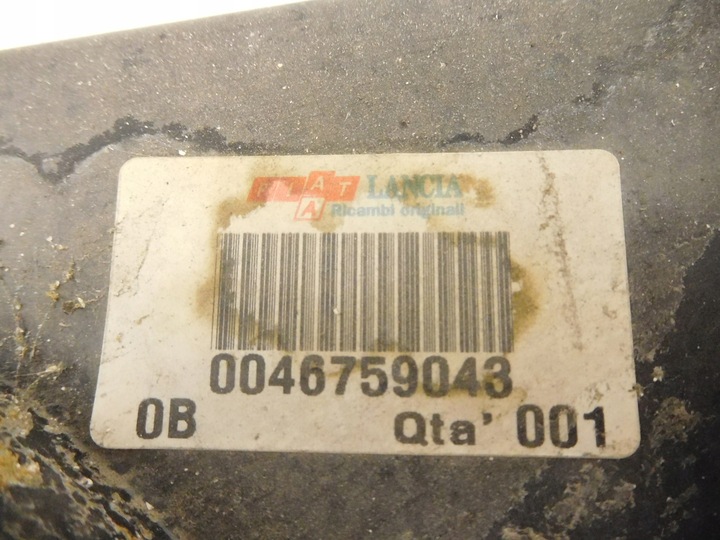 FIAT LANCIA
A Ricambi originali
0046759043
0B Qta' 001